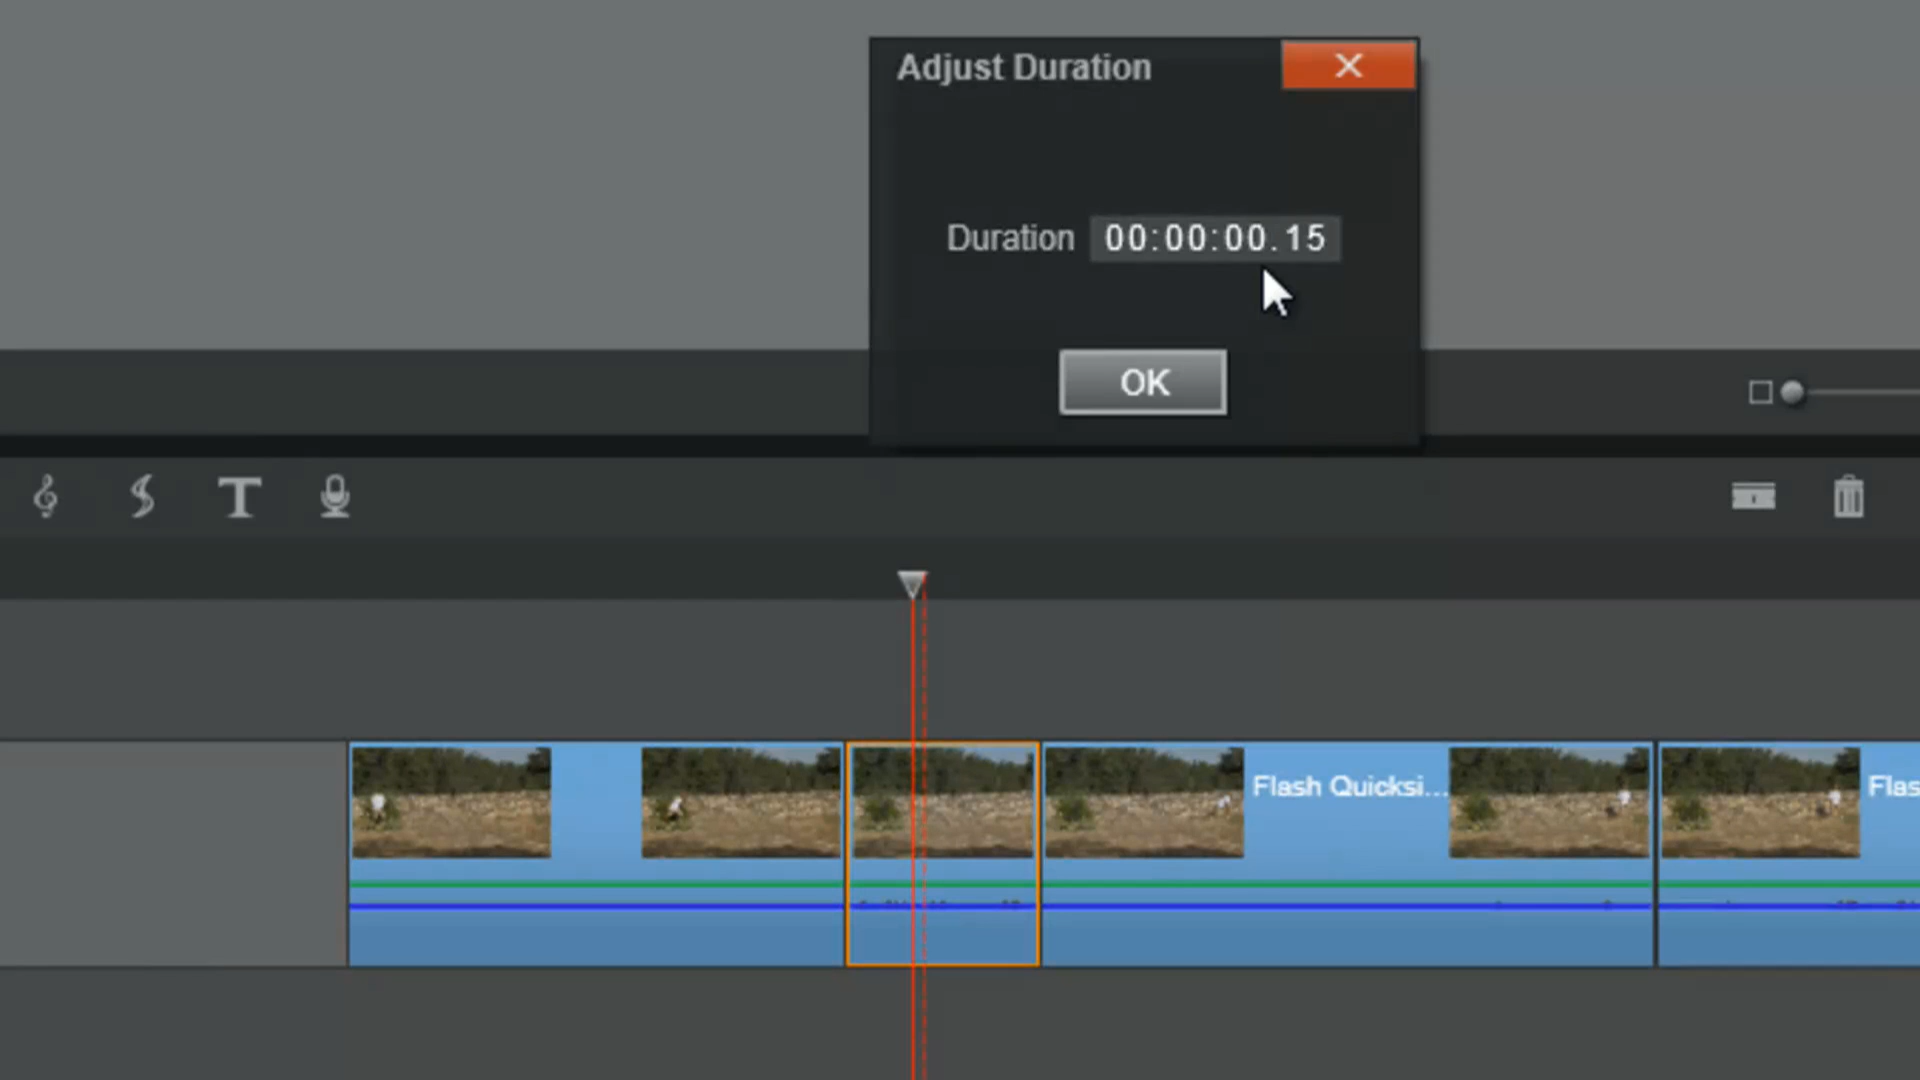 Adjust Duration
Duration 00:00:00.15
OK
Flash Quicksi...
Flas